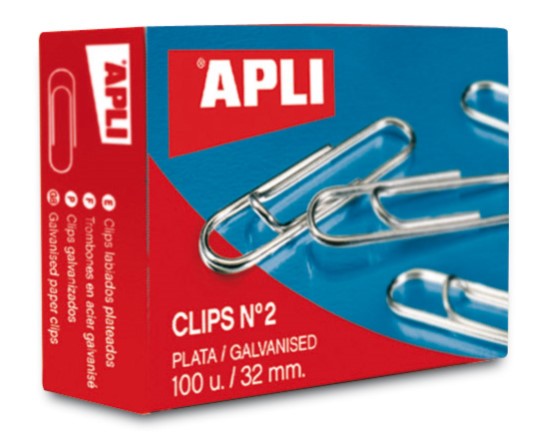 ®APLI
CLIPS Nº2
PLATA / GALVANISED
100 u. / 32 mm.
APLI
E Clips labiados plateados
F Trombones en acier galvanisé
P Clips galvanizados
GB Galvanised paper clips